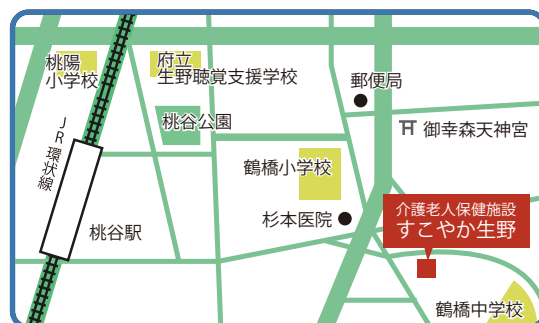 桃陽
小学校
府立
生野聴覚支援学校
郵便局
桃谷公園
御幸森天神宮
JR環状線
鶴橋小学校
杉本医院
介護老人保健施設
すこやか生野
桃谷駅
鶴橋中学校